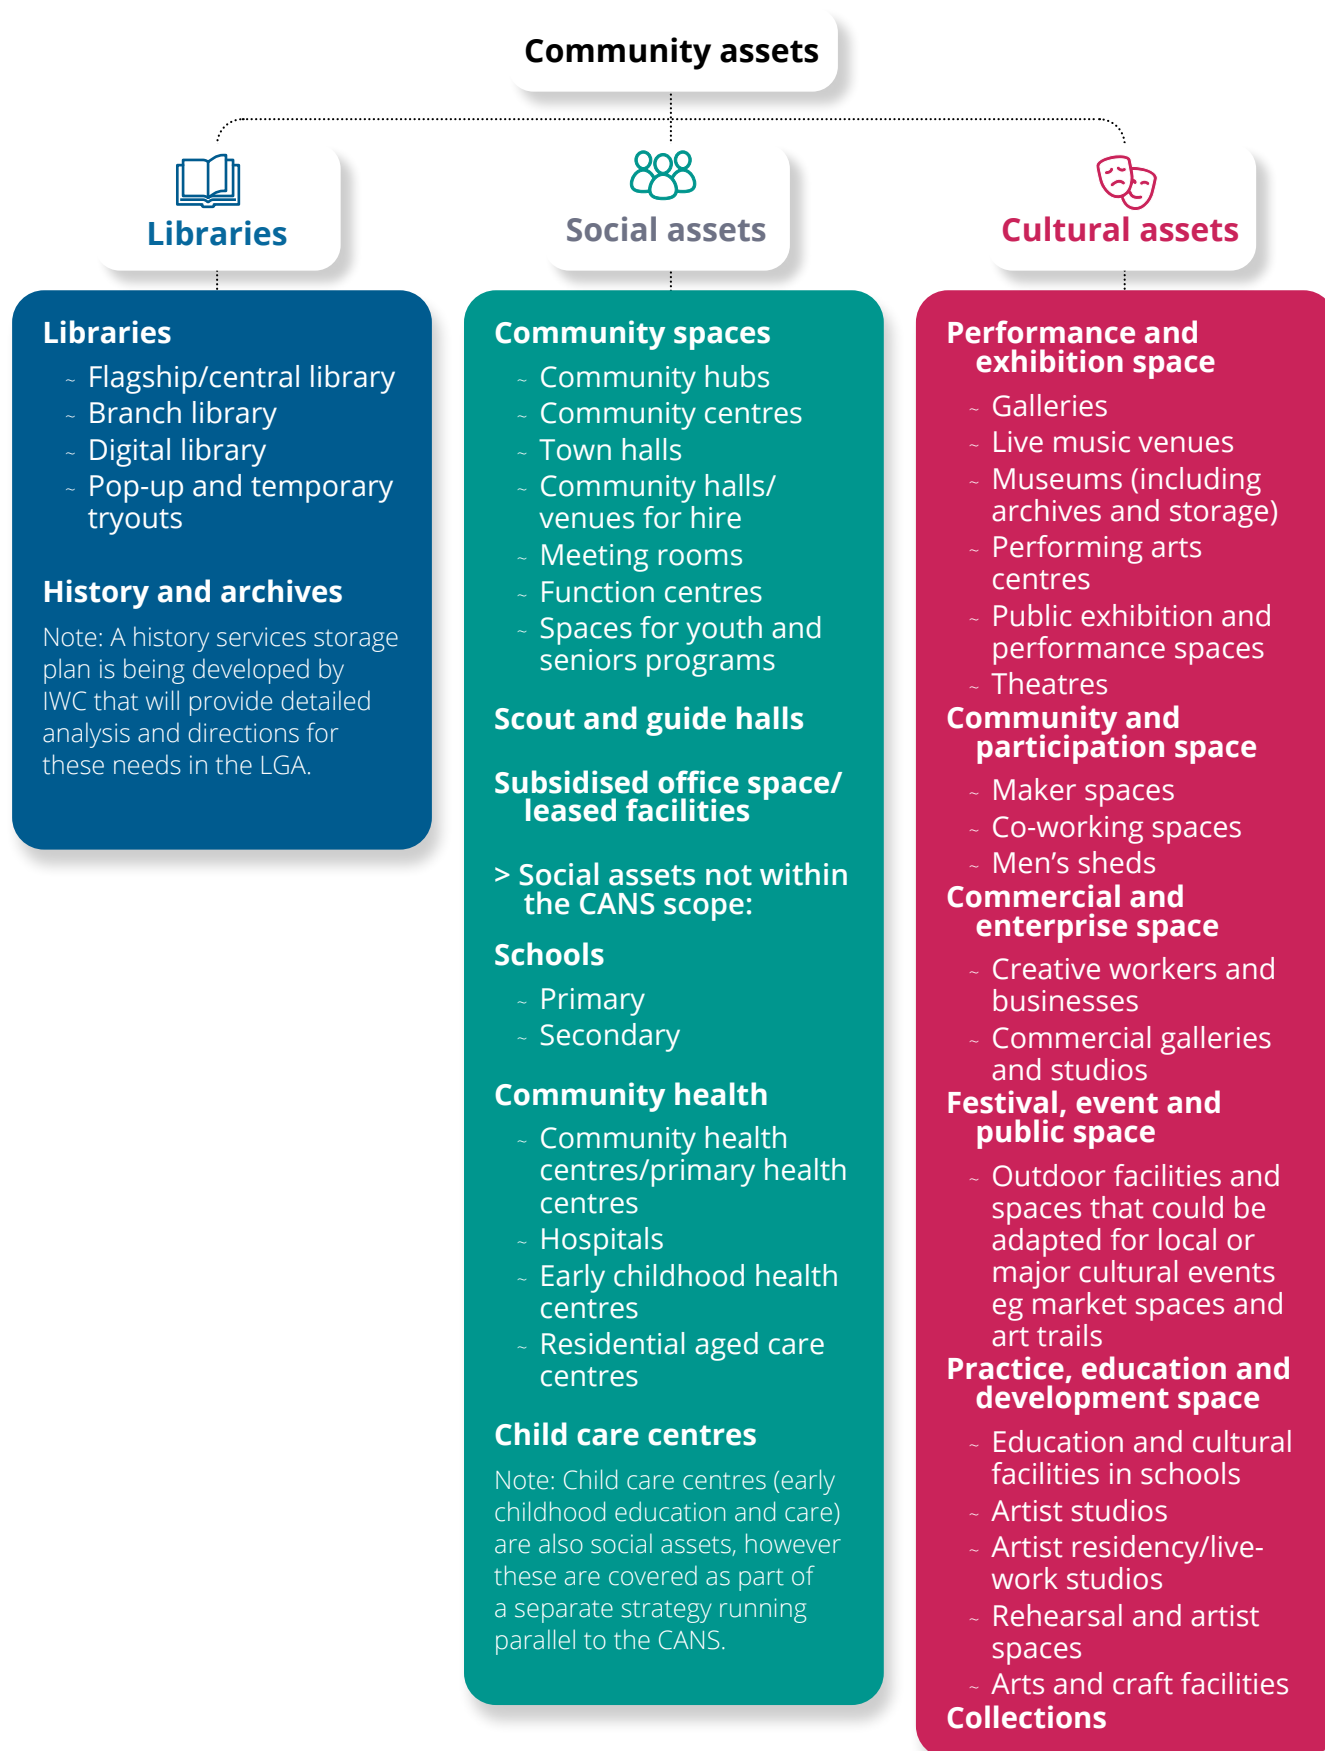 Community assets
Libraries
Social assets
Cultural assets
Libraries
~ Flagship/central library
~ Branch library
~ Digital library
~ Pop-up and temporary
tryouts
History and archives
Note: A history services storage
plan is being developed by
IWC that will provide detailed
analysis and directions for
these needs in the LGA.
Community spaces
~ Community hubs
~ Community centres
~ Town halls
~ Community halls/
venues for hire
~ Meeting rooms
~ Function centres
~ Spaces for youth and
seniors programs
Scout and guide halls
Subsidised office space/
leased facilities
> Social assets not within
the CANS scope:
Schools
~ Primary
~ Secondary
Community health
~ Community health
centres/primary health
centres
~ Hospitals
~ Early childhood health
centres
~ Residential aged care
centres
Child care centres
Note: Child care centres (early
childhood education and care)
are also social assets, however
these are covered as part of
a separate strategy running
parallel to the CANS.
Performance and
exhibition space
~ Galleries
~ Live music venues
~ Museums (including
archives and storage)
~ Performing arts
centres
~ Public exhibition and
performance spaces
~ Theatres
Community and
participation space
~ Maker spaces
~ Co-working spaces
~ Men’s sheds
Commercial and
enterprise space
~ Creative workers and
businesses
~ Commercial galleries
and studios
Festival, event and
public space
~ Outdoor facilities and
spaces that could be
adapted for local or
major cultural events
eg market spaces and
art trails
Practice, education and
development space
~ Education and cultural
facilities in schools
~ Artist studios
~ Artist residency/live-
work studios
~ Rehearsal and artist
spaces
~ Arts and craft facilities
Collections